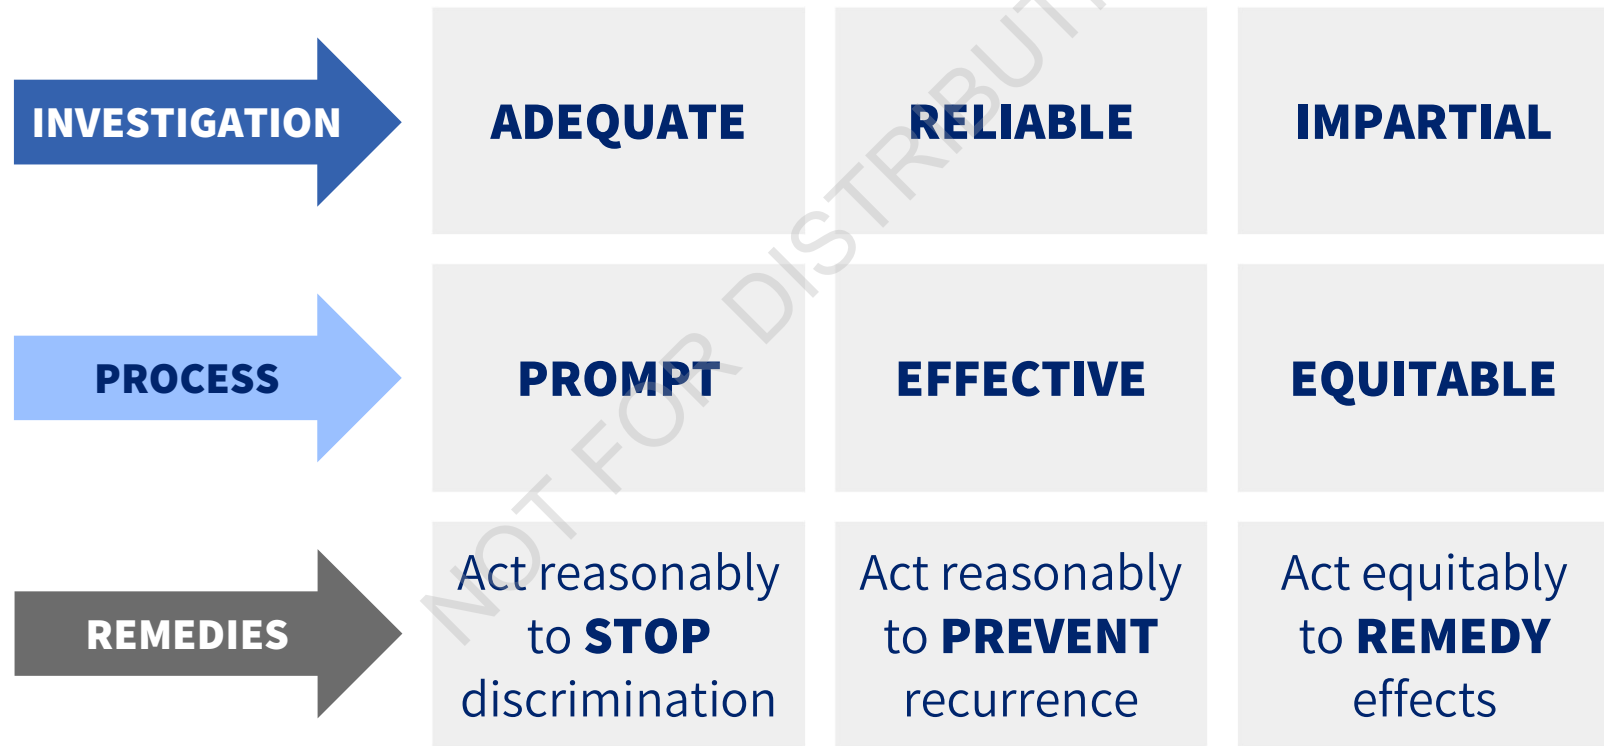 INVESTIGATION
ADEQUATE
RELIABLE
IMPARTIAL
PROCESS
PROMPT
EFFECTIVE
EQUITABLE
REMEDIES
Act reasonably
to STOP
discrimination
Act reasonably
to PREVENT
recurrence
Act equitably
to REMEDY
effects
NOT FOR DISTRIBUTI